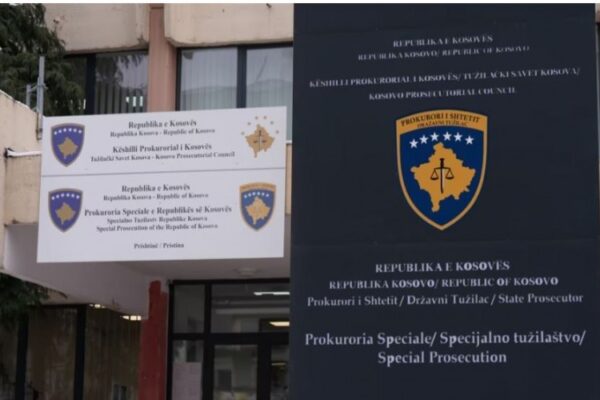 Republika e Kosovës
Republika Kosova - Republic of Kosovo
Këshilli Prokurorial i Kosovës
Tužilački Savet Kosova - Kosovo Prosecutorial Council
Republika e Kosovës
Republika Kosova - Republic of Kosovo
Prokuroria Speciale e Republikës së Kosovës
Specialno Tuzilastv Republike Kosova
Special Prosecution of the Republic of Kosovo
Prishtinë / Pristina
REPUBLIKA E KOSOVËS
REPUBLIKA KOSOVO/ REPUBLIC OF KOSOVO
KËSHILLI PROKURORIAL I KOSOVËS/ TUŽILAČKI SAVET KOSOVA/
KOSOVO PROSECUTORIAL COUNCIL
PROKURORI I SHTETIT
DRŽAVNI TUŽILAC
REPUBLIKA E KOSOVËS
REPUBLIKA KOSOVO/ REPUBLIC OF KOSOVO
Prokurori i Shtetit/ Državni Tužilac/ State Prosecutor
Prokuroria Speciale/ Specijalno tužilaštvo/
Special Prosecution